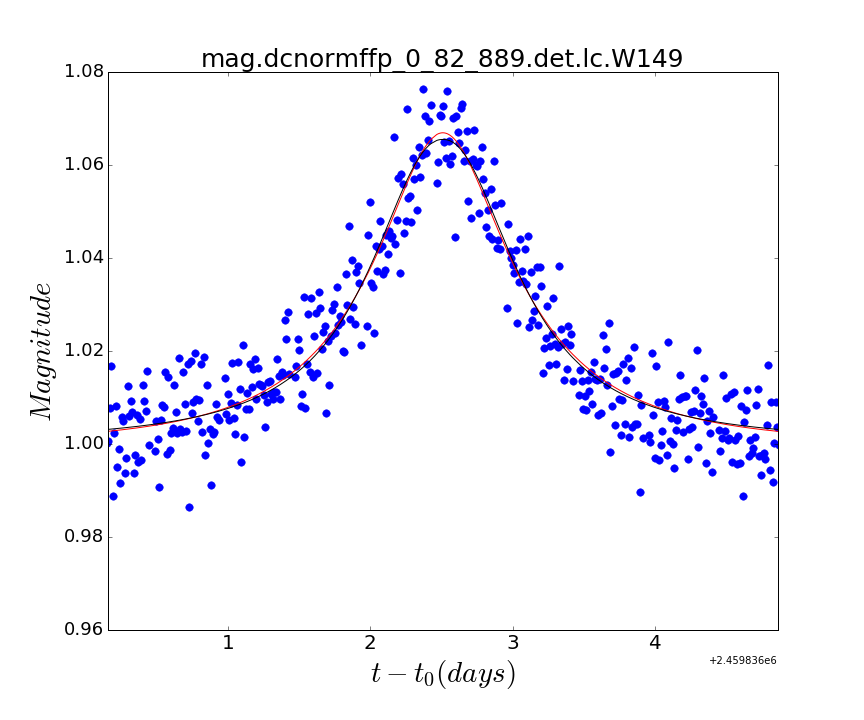 mag.dcnormffp_0_82_889.det.lc.W149
1.08
1.06
1.04
1.02
1.00
0.98
0.96
Magnitude
1 2 3 4
+2.459836e6
t − t₀(days)